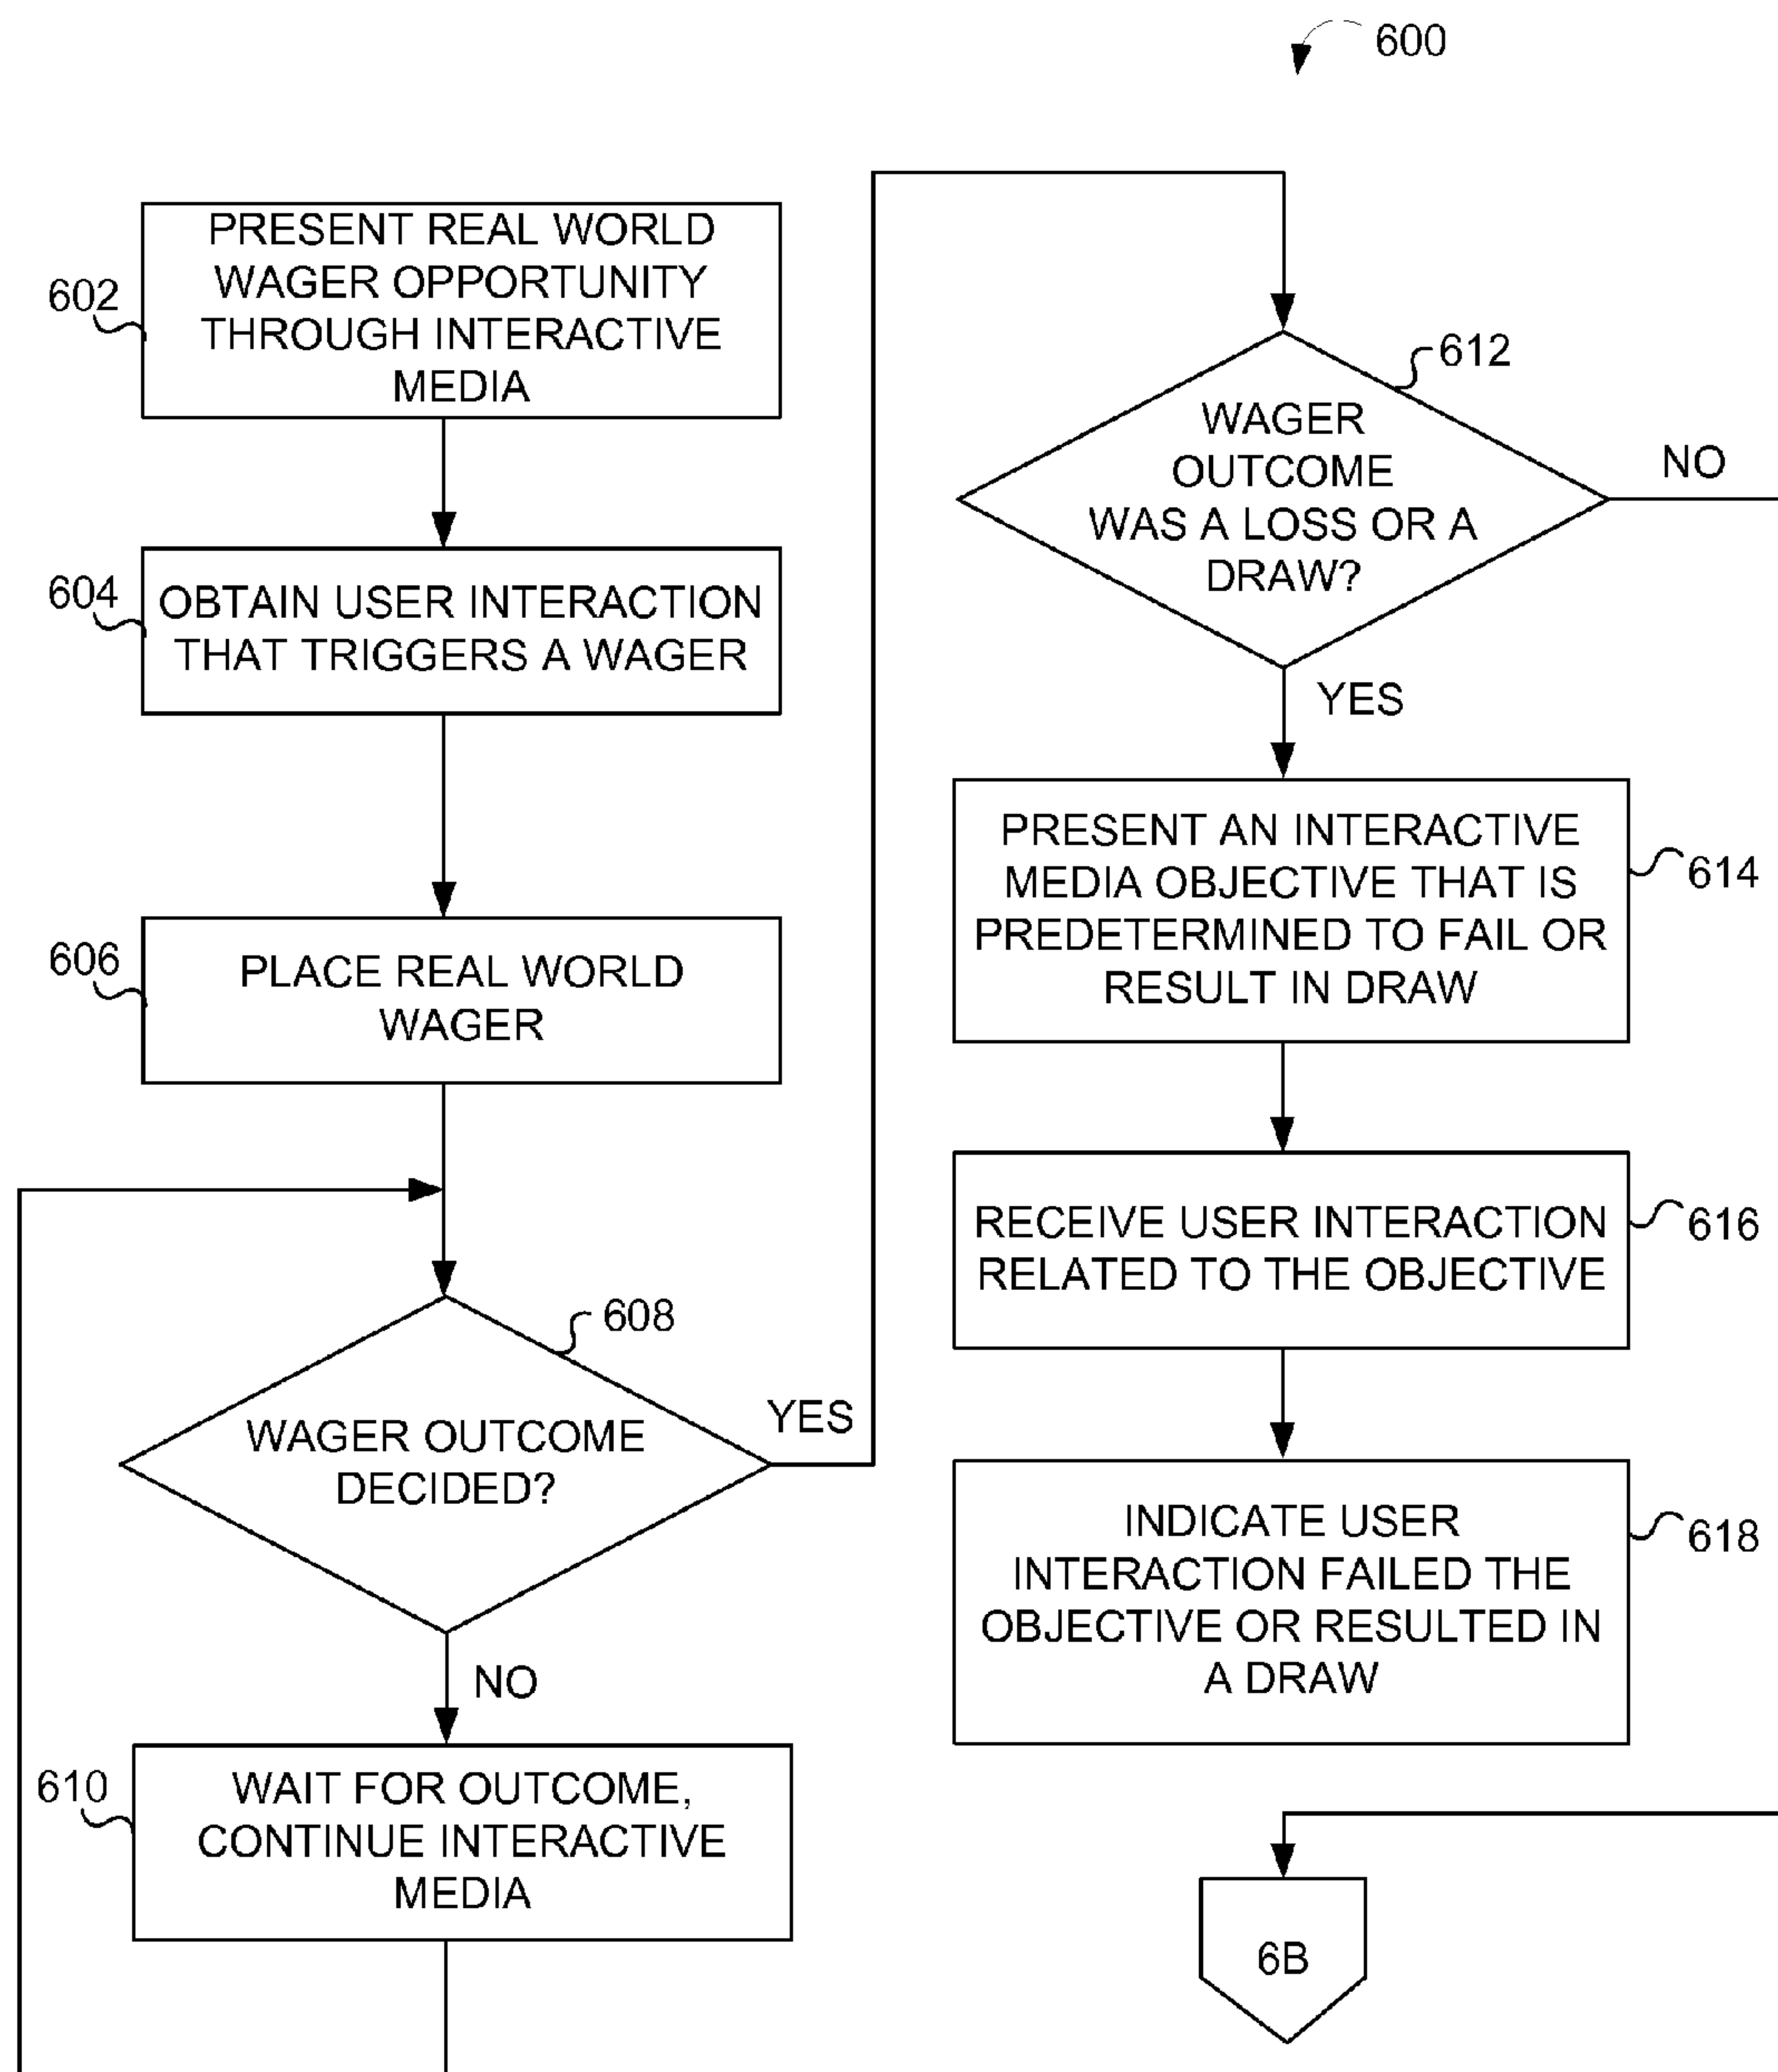 600
602
PRESENT REAL WORLD
WAGER OPPORTUNITY
THROUGH INTERACTIVE
MEDIA
604
OBTAIN USER INTERACTION
THAT TRIGGERS A WAGER
606
PLACE REAL WORLD
WAGER
608
WAGER OUTCOME
DECIDED?
YES
NO
610
WAIT FOR OUTCOME,
CONTINUE INTERACTIVE
MEDIA
612
WAGER
OUTCOME
WAS A LOSS OR A
DRAW?
NO
YES
PRESENT AN INTERACTIVE
MEDIA OBJECTIVE THAT IS
PREDETERMINED TO FAIL OR
RESULT IN DRAW
614
RECEIVE USER INTERACTION
RELATED TO THE OBJECTIVE
616
INDICATE USER
INTERACTION FAILED THE
OBJECTIVE OR RESULTED IN
A DRAW
618
6B